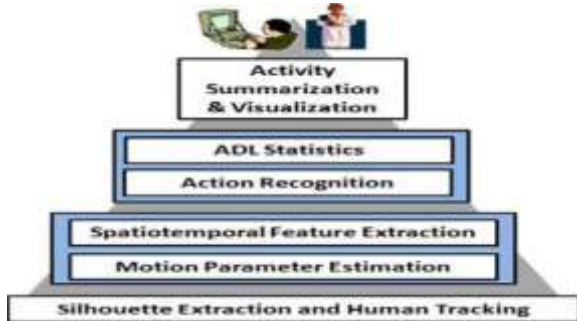 Activity
Summarization
& Visualization
ADL Statistics
Action Recognition
Spatiotemporal Feature Extraction
Motion Parameter Estimation
Silhouette Extraction and Human Tracking